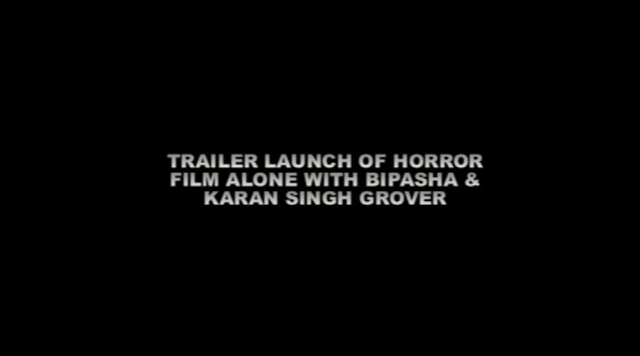 TRAILER LAUNCH OF HORROR
FILM ALONE WITH BIPASHA &
KARAN SINGH GROVER